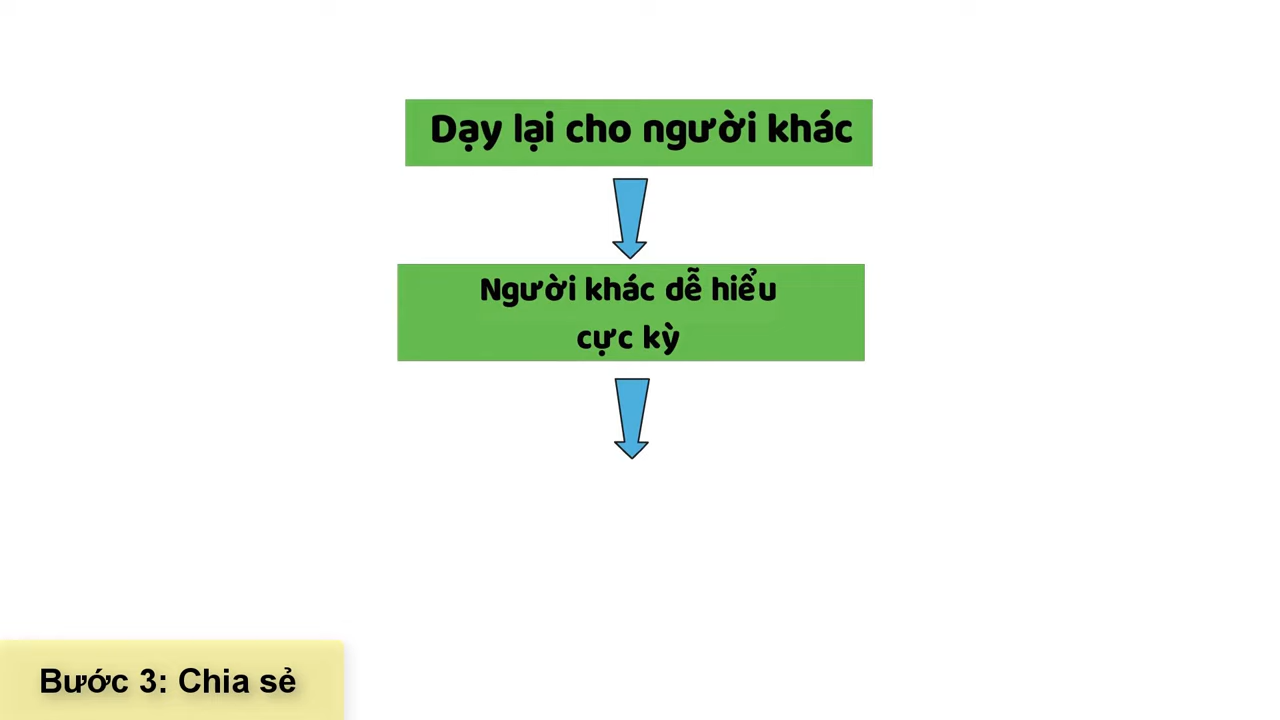 Dạy lại cho người khác
Người khác dễ hiểu
cực kỳ
Bước 3: Chia sẻ